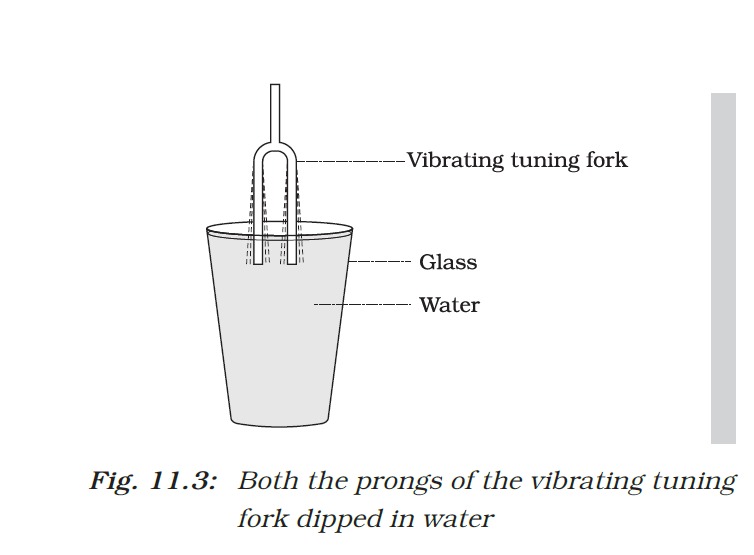 Vibrating tuning fork
Glass
Water
Fig. 11.3: Both the prongs of the vibrating tuning
fork dipped in water